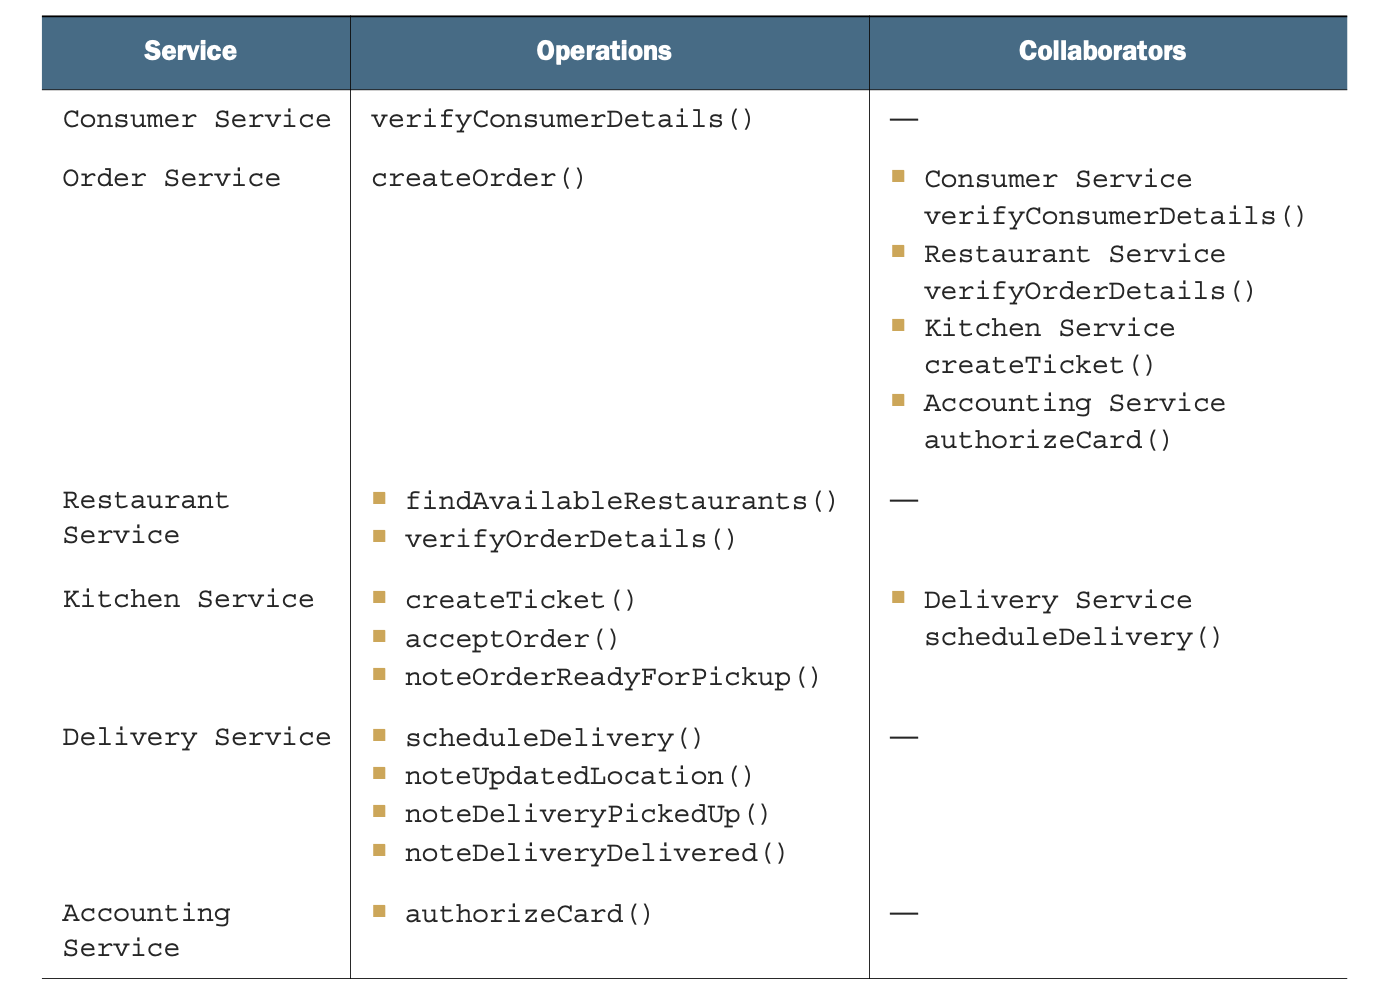 Service Operations Collaborators
Consumer Service verifyConsumerDetails() —
Order Service createOrder() ■ Consumer Service
verifyConsumerDetails()
■ Restaurant Service
verifyOrderDetails()
■ Kitchen Service
createTicket()
■ Accounting Service
authorizeCard()
Restaurant ■ findAvailableRestaurants() —
Service ■ verifyOrderDetails()
Kitchen Service ■ createTicket() ■ Delivery Service
■ acceptOrder() scheduleDelivery()
■ noteOrderReadyForPickup()
Delivery Service ■ scheduleDelivery() —
■ noteUpdatedLocation()
■ noteDeliveryPickedUp()
■ noteDeliveryDelivered()
Accounting ■ authorizeCard() —
Service